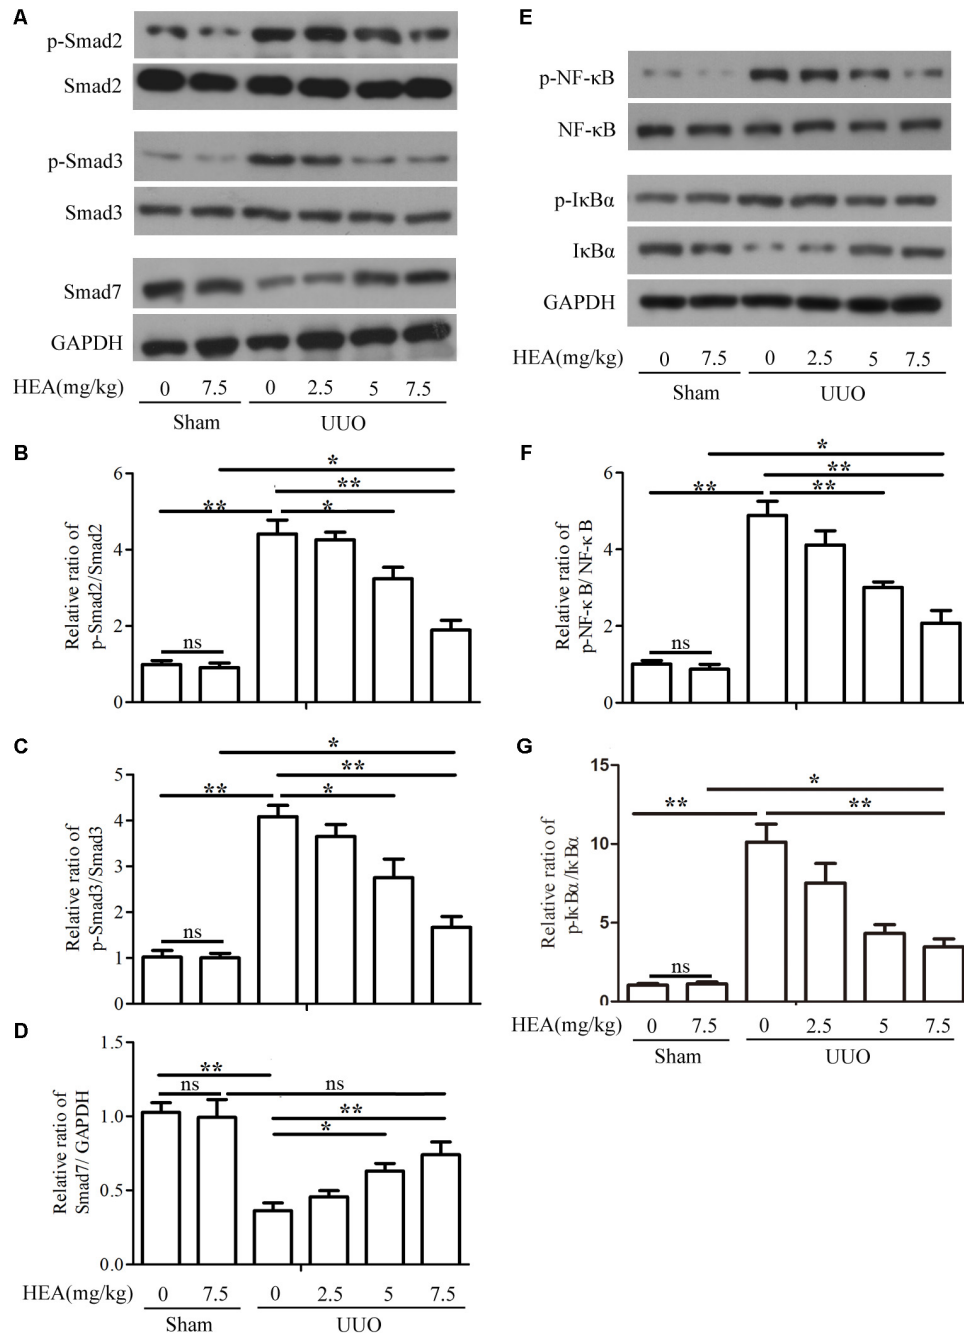 A
p-Smad2
Smad2
p-Smad3
Smad3
Smad7
GAPDH
HEA(mg/kg) 0 7.5 0 2.5 5 7.5
Sham UUO
E
p-NF-κB
NF-κB
p-IκBα
IκBα
GAPDH
HEA(mg/kg) 0 7.5 0 2.5 5 7.5
Sham UUO
B
Relative ratio of
p-Smad2/Smad2
6
4
2
0
*
**
** *
ns
C
Relative ratio of
p-Smad3/Smad3
5
4
3
2
1
0
*
**
** *
ns
D
Relative ratio of
Smad7/ GAPDH
1.5
1.0
0.5
0.0
**
ns ns
**
*
HEA(mg/kg) 0 7.5 0 2.5 5 7.5
Sham UUO
F
Relative ratio of
p-NF-κ B/ NF-κ B
6
4
2
0
*
**
** **
ns
G
Relative ratio of
p-IκBα/IκBα
15
10
5
0
*
** **
ns
HEA(mg/kg) 0 7.5 0 2.5 5 7.5
Sham UUO